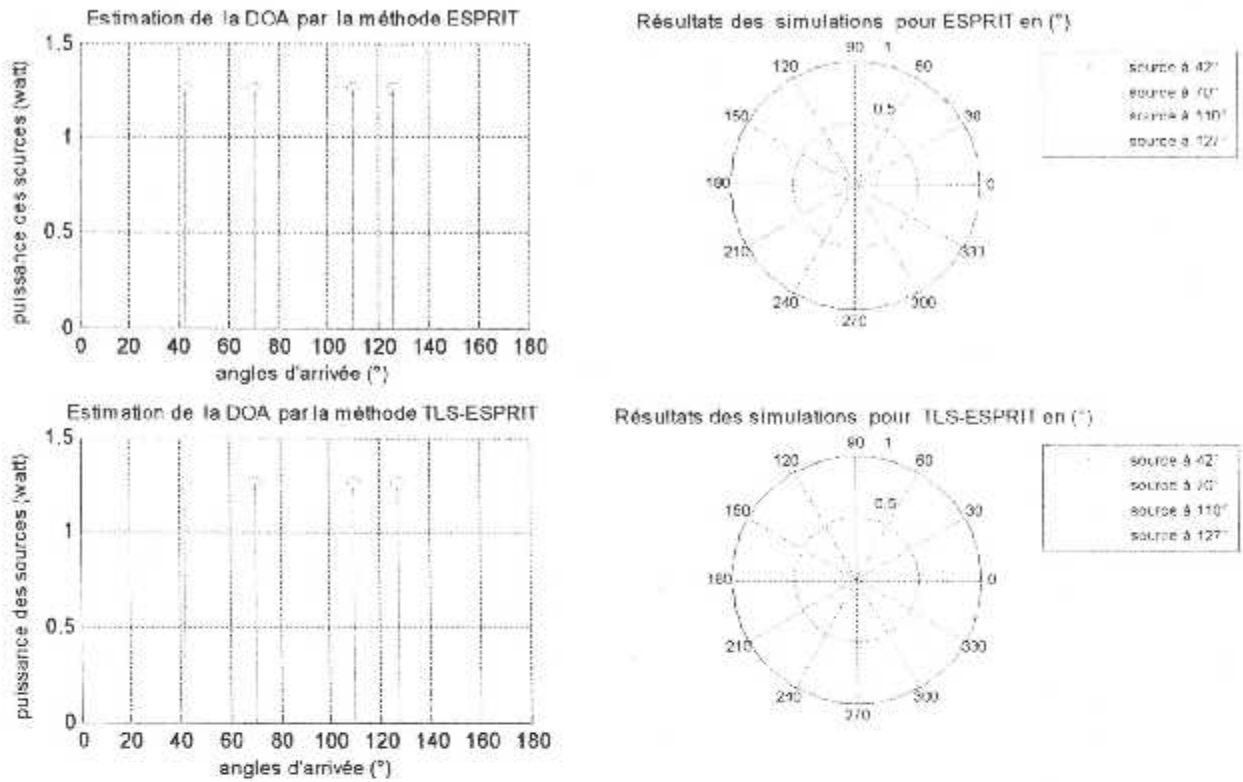 Estimation de la DOA par la méthode ESPRIT
puissance des sources (watt)
1.5
1
0.5
0
0 20 40 60 80 100 120 140 160 180
angles d'arrivée (°)
Résultats des simulations pour ESPRIT en (°)
90 1
120 60
0.5
150 30
180 0
210 330
240 300
270
source à 42°
source à 70°
source à 110°
source à 127°
Estimation de la DOA par la méthode TLS-ESPRIT
puissance des sources (watt)
1.5
1
0.5
0
0 20 40 60 80 100 120 140 160 180
angles d'arrivée (°)
Résultats des simulations pour TLS-ESPRIT en (°)
90 1
120 60
0.5
150 30
180 0
210 330
240 300
270
source à 42°
source à 70°
source à 110°
source à 127°